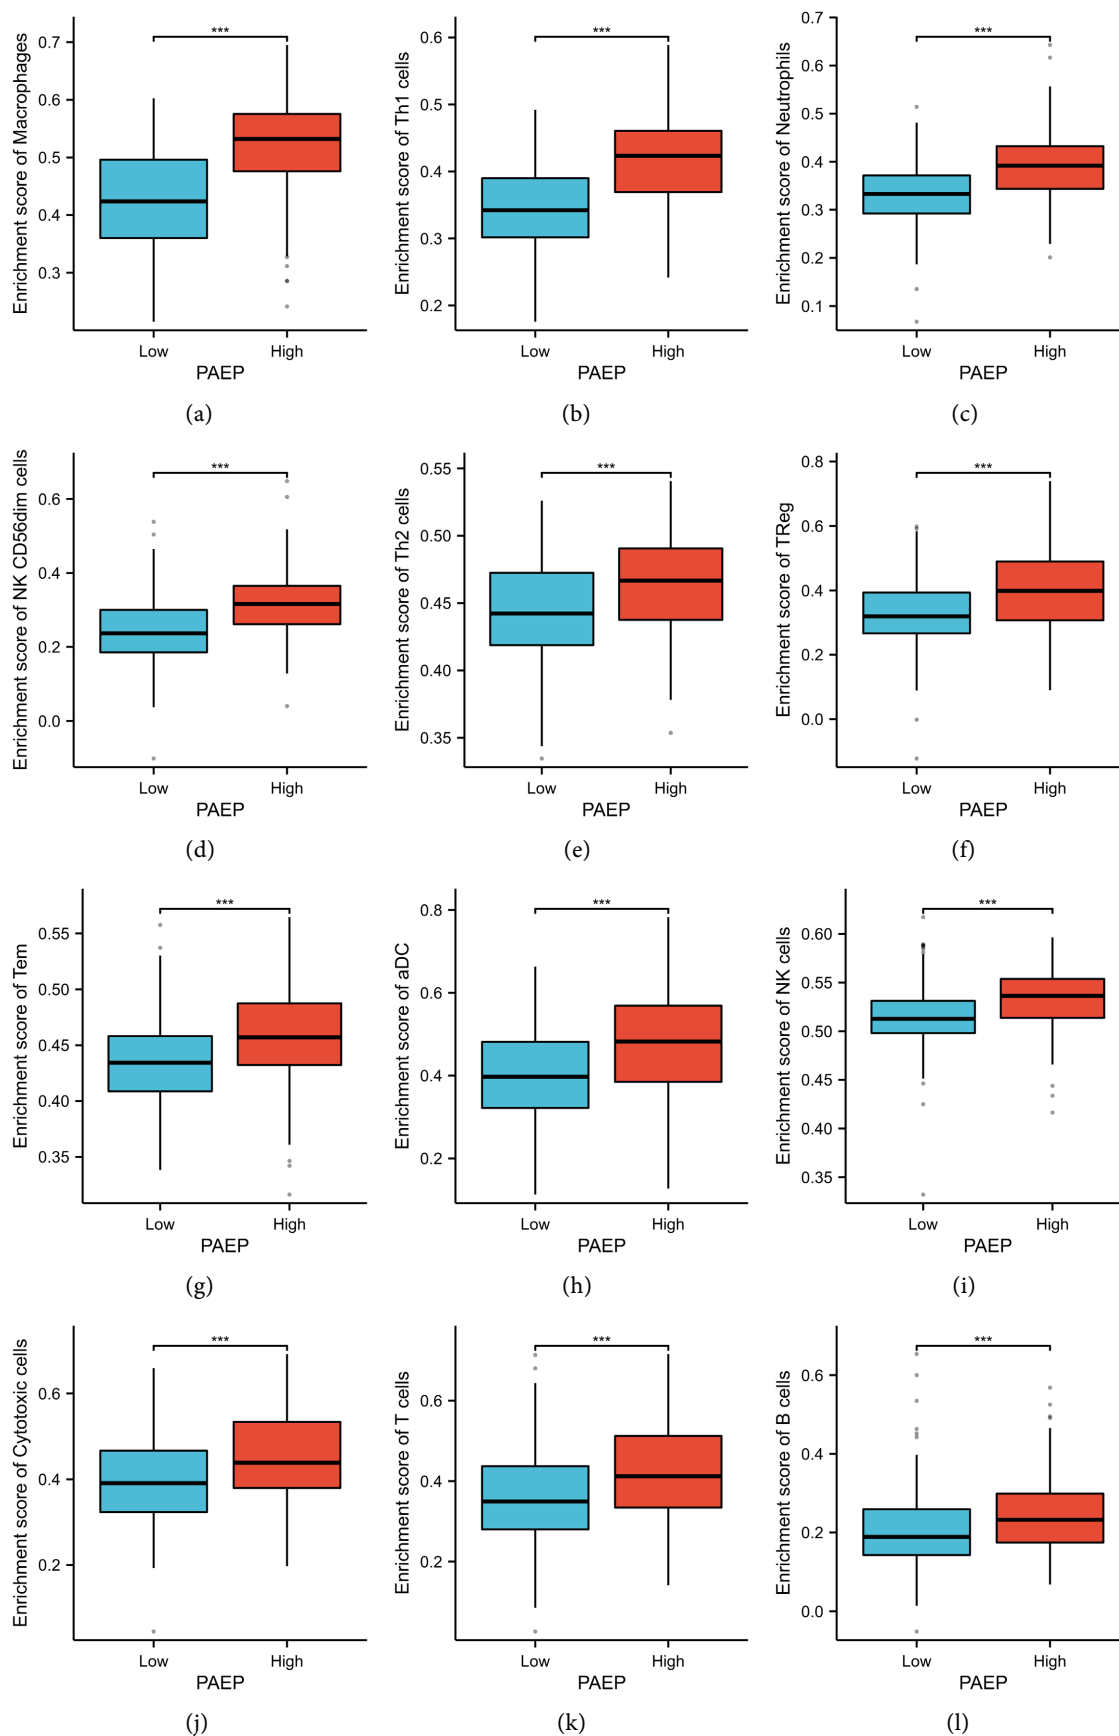 ***
Enrichment score of Macrophages
0.7
0.6
0.5
0.4
0.3
Low
High
PAEP
(a)
***
Enrichment score of Th1 cells
0.6
0.5
0.4
0.3
0.2
Low
High
PAEP
(b)
***
Enrichment score of Neutrophils
0.7
0.6
0.5
0.4
0.3
0.2
0.1
Low
High
PAEP
(c)
***
Enrichment score of NK CD56dim cells
0.6
0.4
0.2
0.0
Low
High
PAEP
(d)
***
Enrichment score of Th2 cells
0.55
0.50
0.45
0.40
0.35
Low
High
PAEP
(e)
***
Enrichment score of TReg
0.8
0.6
0.4
0.2
0.0
Low
High
PAEP
(f)
***
Enrichment score of Tem
0.55
0.50
0.45
0.40
0.35
Low
High
PAEP
(g)
***
Enrichment score of aDC
0.8
0.6
0.4
0.2
Low
High
PAEP
(h)
***
Enrichment score of NK cells
0.60
0.55
0.50
0.45
0.40
0.35
Low
High
PAEP
(i)
***
Enrichment score of Cytotoxic cells
0.6
0.4
0.2
Low
High
PAEP
(j)
***
Enrichment score of T cells
0.6
0.4
0.2
Low
High
PAEP
(k)
***
Enrichment score of B cells
0.6
0.4
0.2
0.0
Low
High
PAEP
(l)